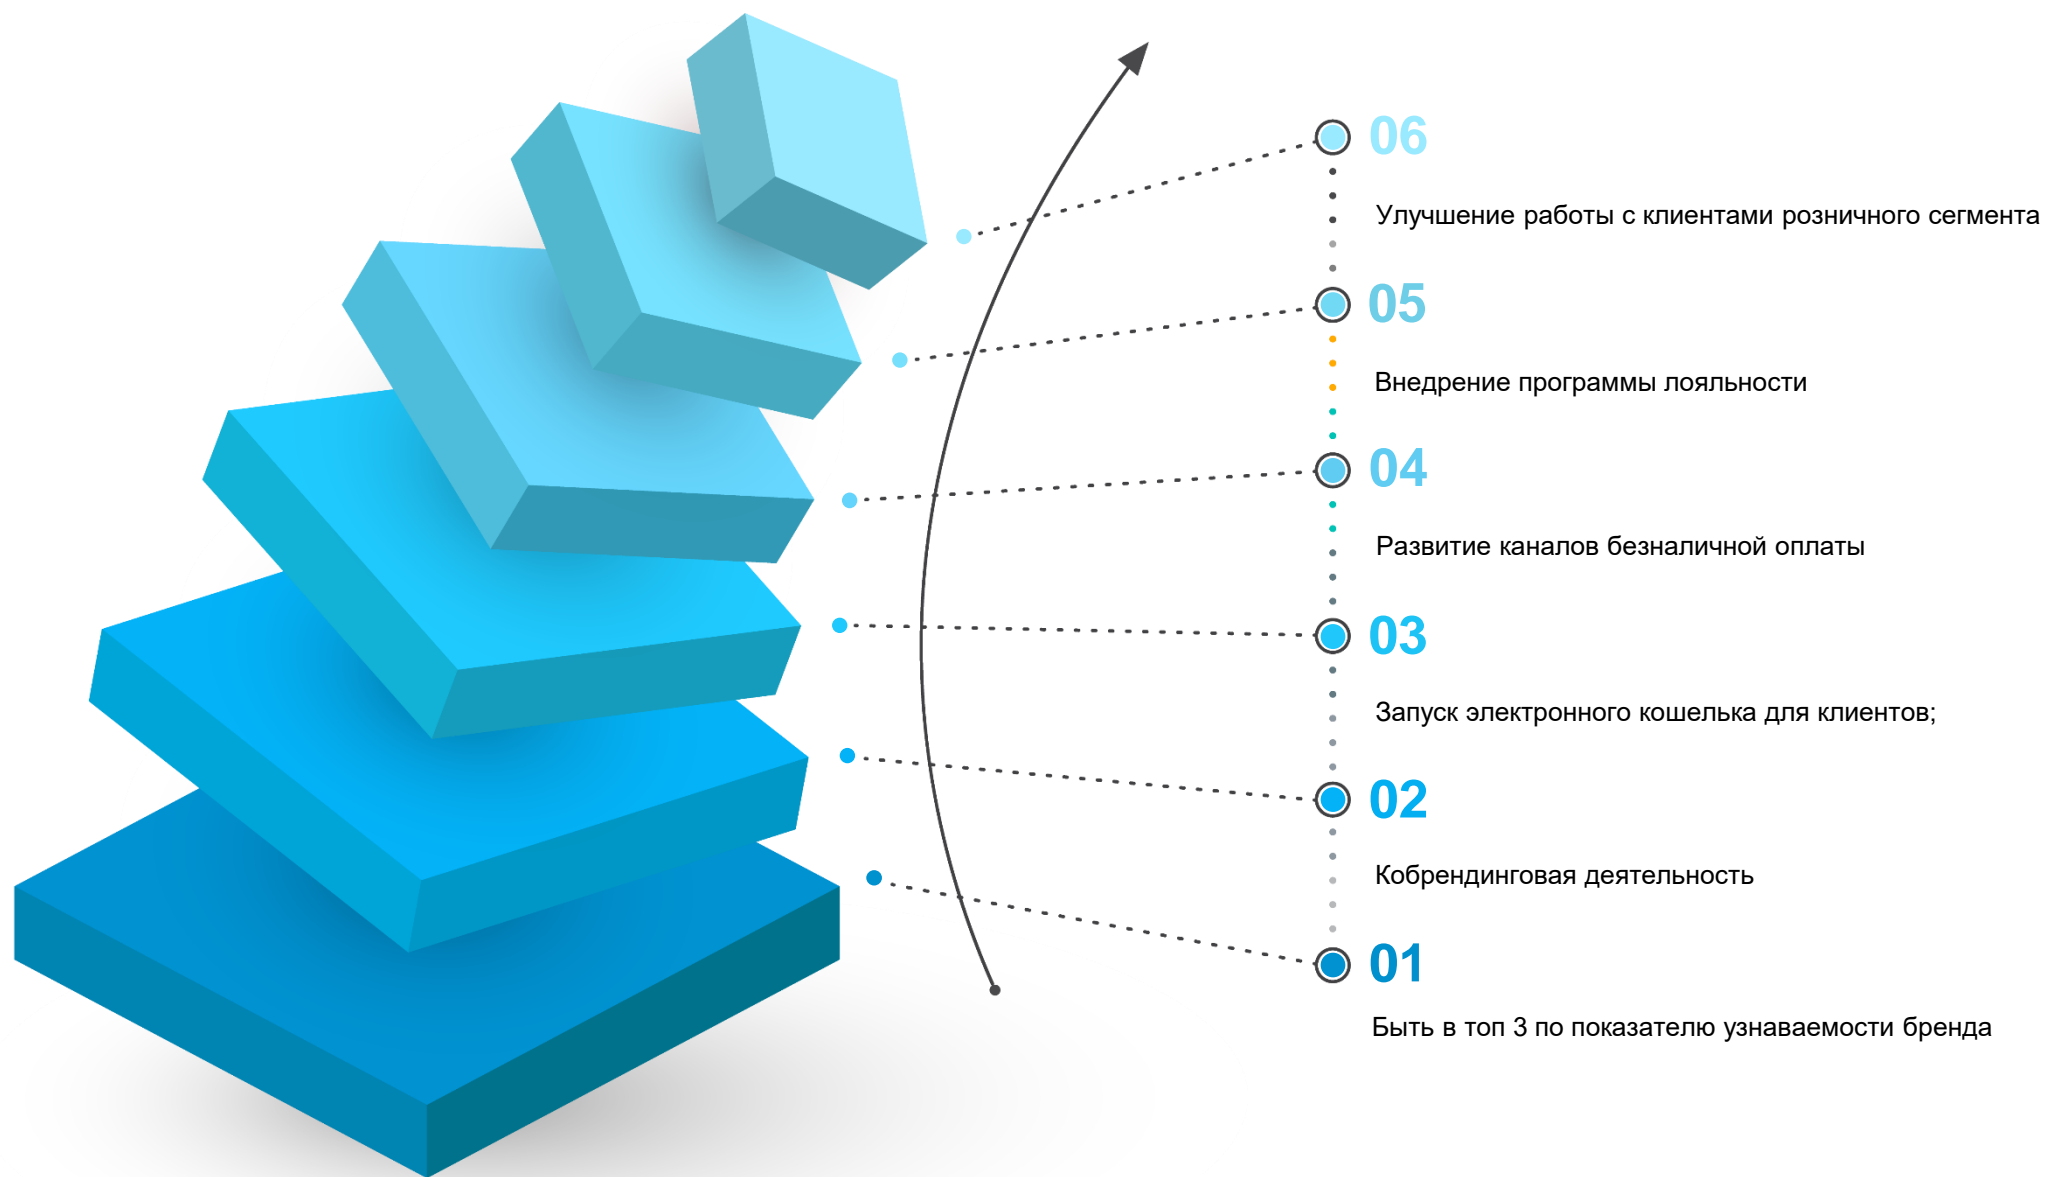 06
Улучшение работы с клиентами розничного сегмента
05
Внедрение программы лояльности
04
Развитие каналов безналичной оплаты
03
Запуск электронного кошелька для клиентов;
02
Кобрендинговая деятельность
01
Быть в топ 3 по показателю узнаваемости бренда